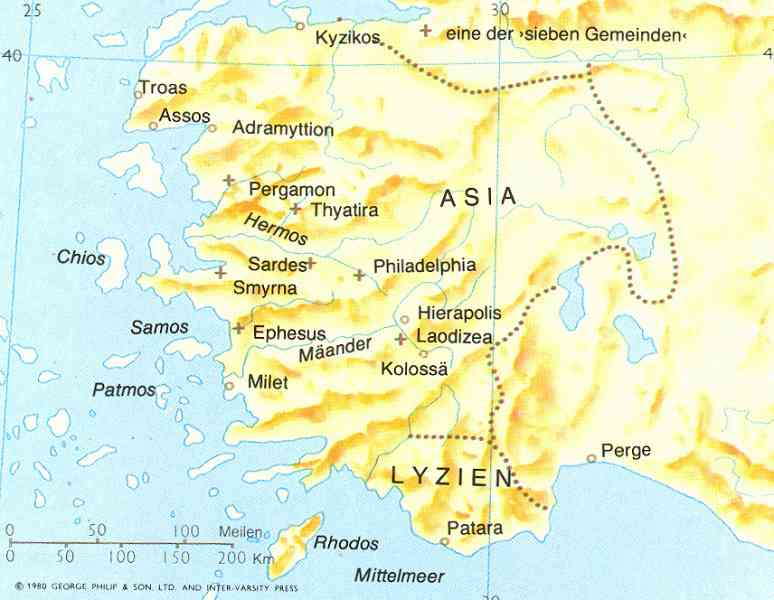 25
30
Kyzikos
eine der ›sieben Gemeinden‹
40
4
Troas
Assos
Adramyttion
Pergamon
Thyatira
ASIA
Hermos
Chios
Sardes
Philadelphia
Smyrna
Samos
Ephesus
Hierapolis
Mäander
Laodizea
Kolossä
Patmos
Milet
Perge
LYZIEN
Patara
0 50 100 Meilen
0 50 100 150 200 Km
Rhodos
Mittelmeer
© 1980 GEORGE PHILIP & SON, LTD. AND INTER-VARSITY PRESS